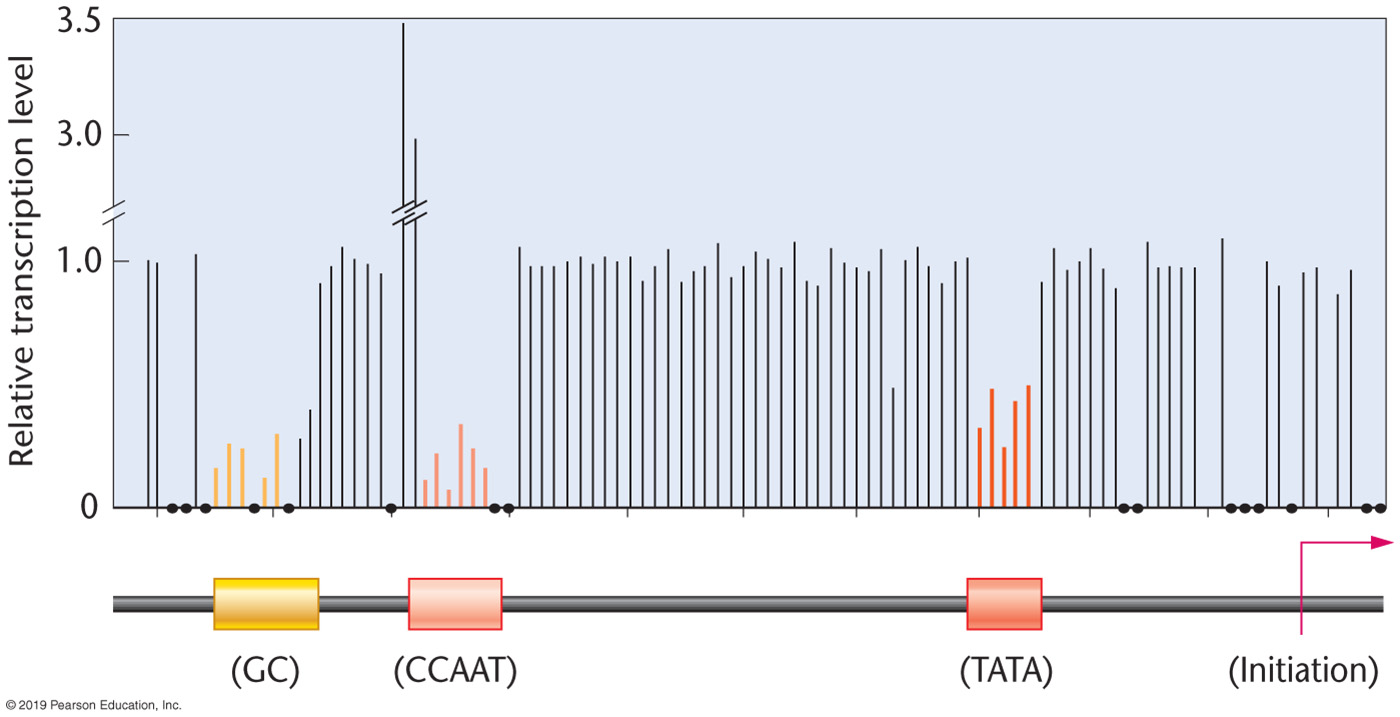 3.5
3.0
1.0
0
Relative transcription level
(GC)
(CCAAT)
(TATA)
(Initiation)
© 2019 Pearson Education, Inc.